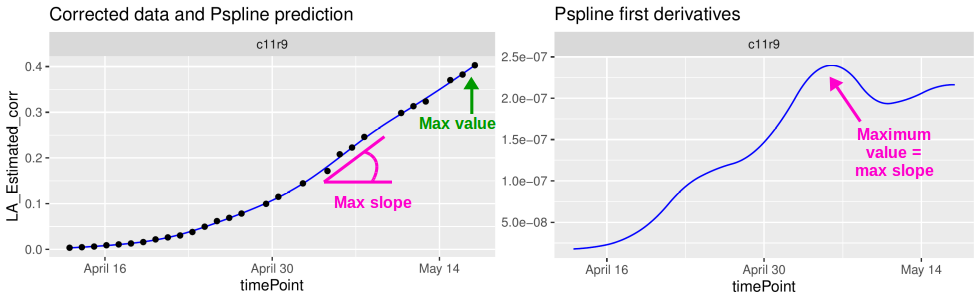 Corrected data and Pspline prediction
c11r9
LA_Estimated_corr
0.4
0.3
0.2
0.1
0.0
Max value
Max slope
April 16
April 30
May 14
timePoint
Pspline first derivatives
c11r9
2.5e−07
2.0e−07
1.5e−07
1.0e−07
5.0e−08
Maximum
value =
max slope
April 16
April 30
May 14
timePoint